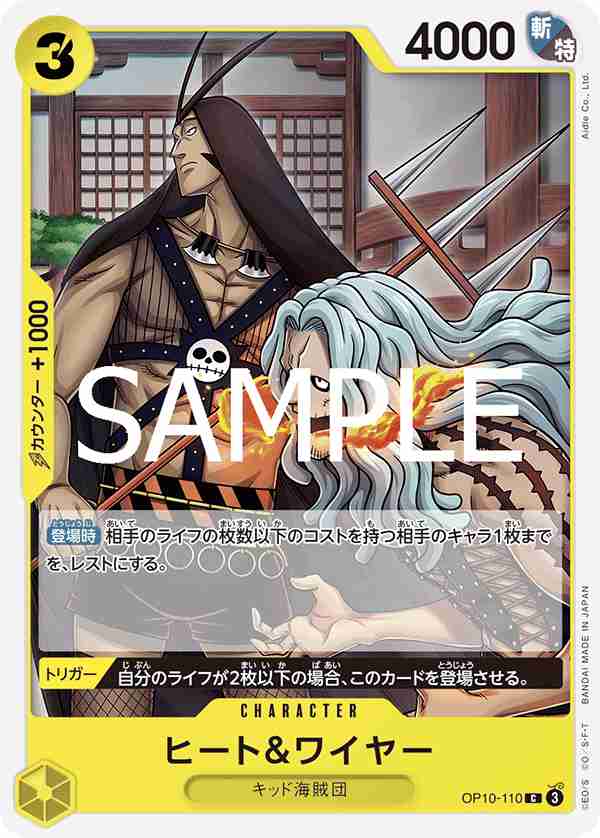 3
4000
斬
特
Aidle Co., Ltd.
カウンター +1000
SAMPLE
登場時 相手のライフの枚数以下のコストを持つ相手のキャラ1枚まで
を、レストにする。
トリガー 自分のライフが2枚以下の場合、このカードを登場させる。
CHARACTER
ヒート&ワイヤー
キッド海賊団
OP10-110 C 3
©E.O/S ©O/S・F・T BANDAI MADE IN JAPAN